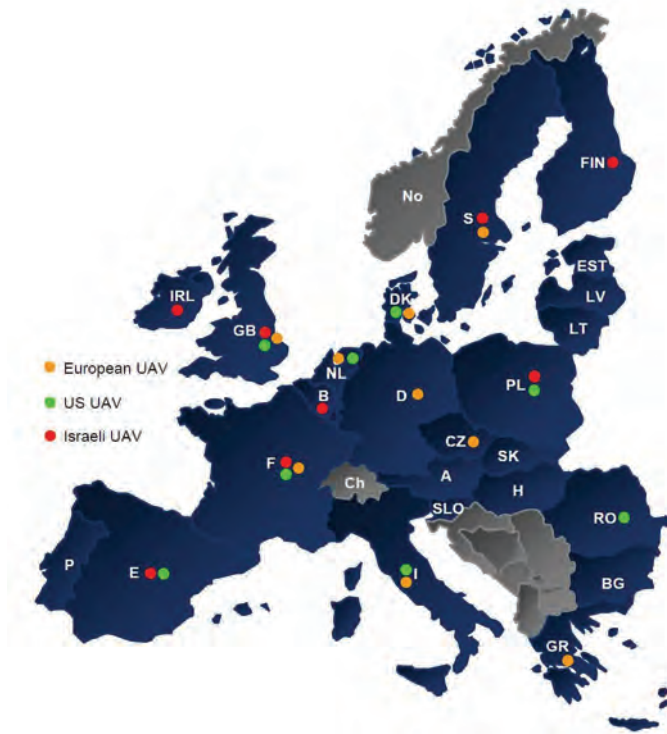 FIN
No
S
EST
IRL
DK
LV
GB
LT
European UAV
NL
US UAV
B
D
PL
Israeli UAV
CZ
F
SK
Ch
A
H
SLO
RO
P
E
I
BG
GR